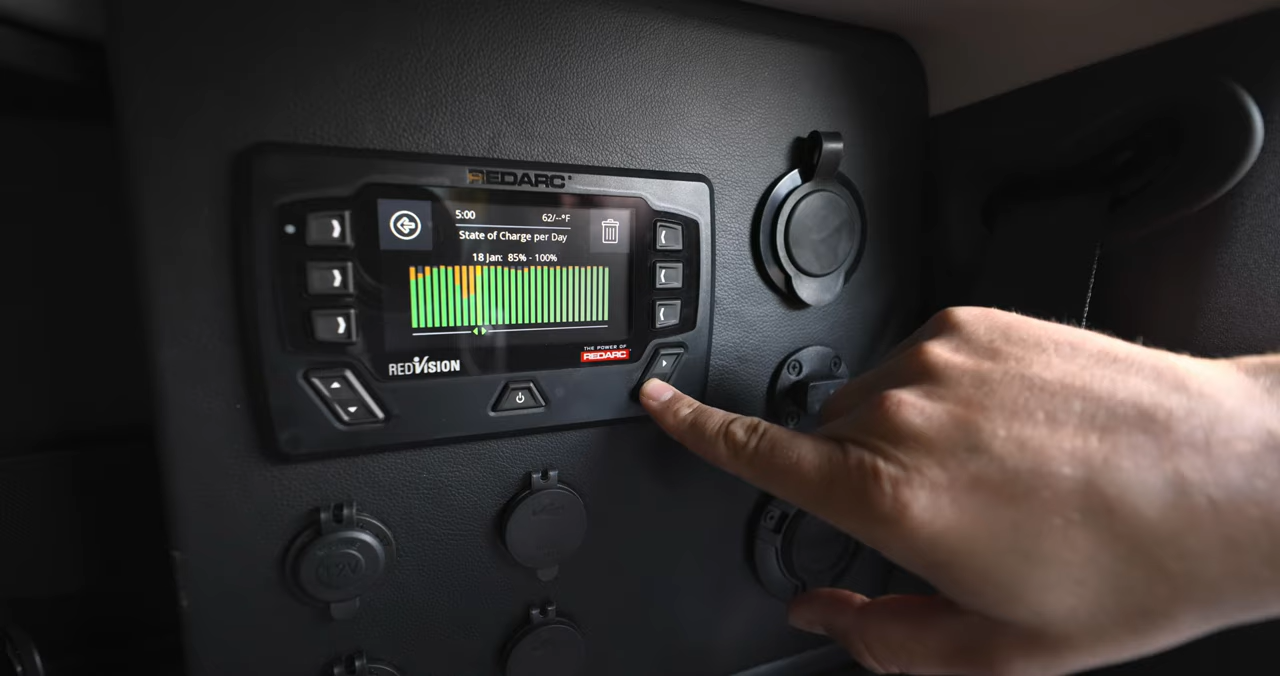 REDARC
5:00
62/--°F
State of Charge per Day
18 Jan: 85% - 100%
REDVISION
THE POWER OF
REDARC
12V